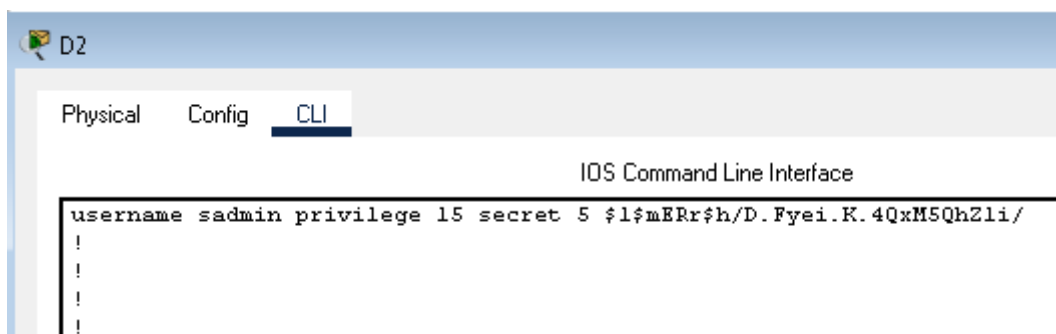 D2
Physical Config CLI
IOS Command Line Interface
username sadmin privilege 15 secret 5 $1$mERr$h/D.Fyei.K.4QxM5QhZli/
!
!
!
!